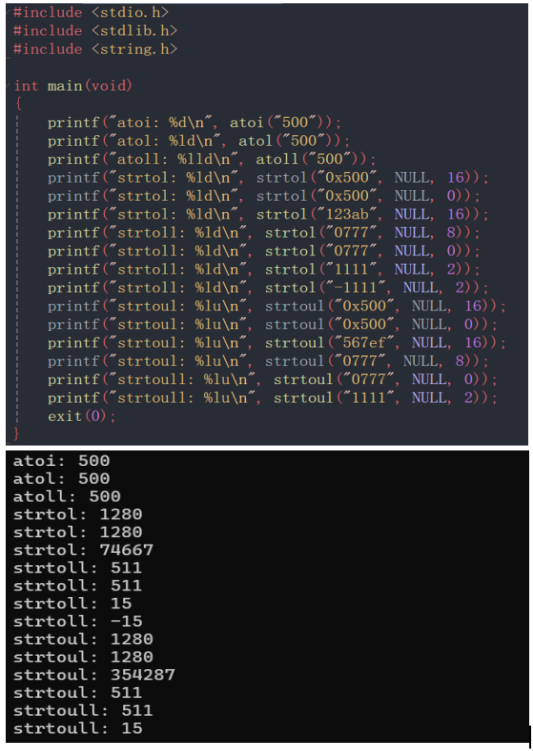 #include <stdio.h>
#include <stdlib.h>
#include <string.h>
int main(void)
{
printf("atoi: %d\n", atoi("500"));
printf("atol: %ld\n", atol("500"));
printf("atoll: %lld\n", atoll("500"));
printf("strtol: %ld\n", strtol("0x500", NULL, 16));
printf("strtol: %ld\n", strtol("0x500", NULL, 0));
printf("strtol: %ld\n", strtol("123ab", NULL, 16));
printf("strtoll: %ld\n", strtol("0777", NULL, 8));
printf("strtoll: %ld\n", strtol("0777", NULL, 0));
printf("strtoll: %ld\n", strtol("1111", NULL, 2));
printf("strtoll: %ld\n", strtol("-1111", NULL, 2));
printf("strtoul: %lu\n", strtoul("0x500", NULL, 16));
printf("strtoul: %lu\n", strtoul("0x500", NULL, 0));
printf("strtoul: %lu\n", strtoul("567ef", NULL, 16));
printf("strtoul: %lu\n", strtoul("0777", NULL, 8));
printf("strtoull: %lu\n", strtoul("0777", NULL, 0));
printf("strtoull: %lu\n", strtoul("1111", NULL, 2));
exit(0);
}
atoi: 500
atol: 500
atoll: 500
strtol: 1280
strtol: 1280
strtol: 74667
strtoll: 511
strtoll: 511
strtoll: 15
strtoll: -15
strtoul: 1280
strtoul: 1280
strtoul: 354287
strtoul: 511
strtoull: 511
strtoull: 15